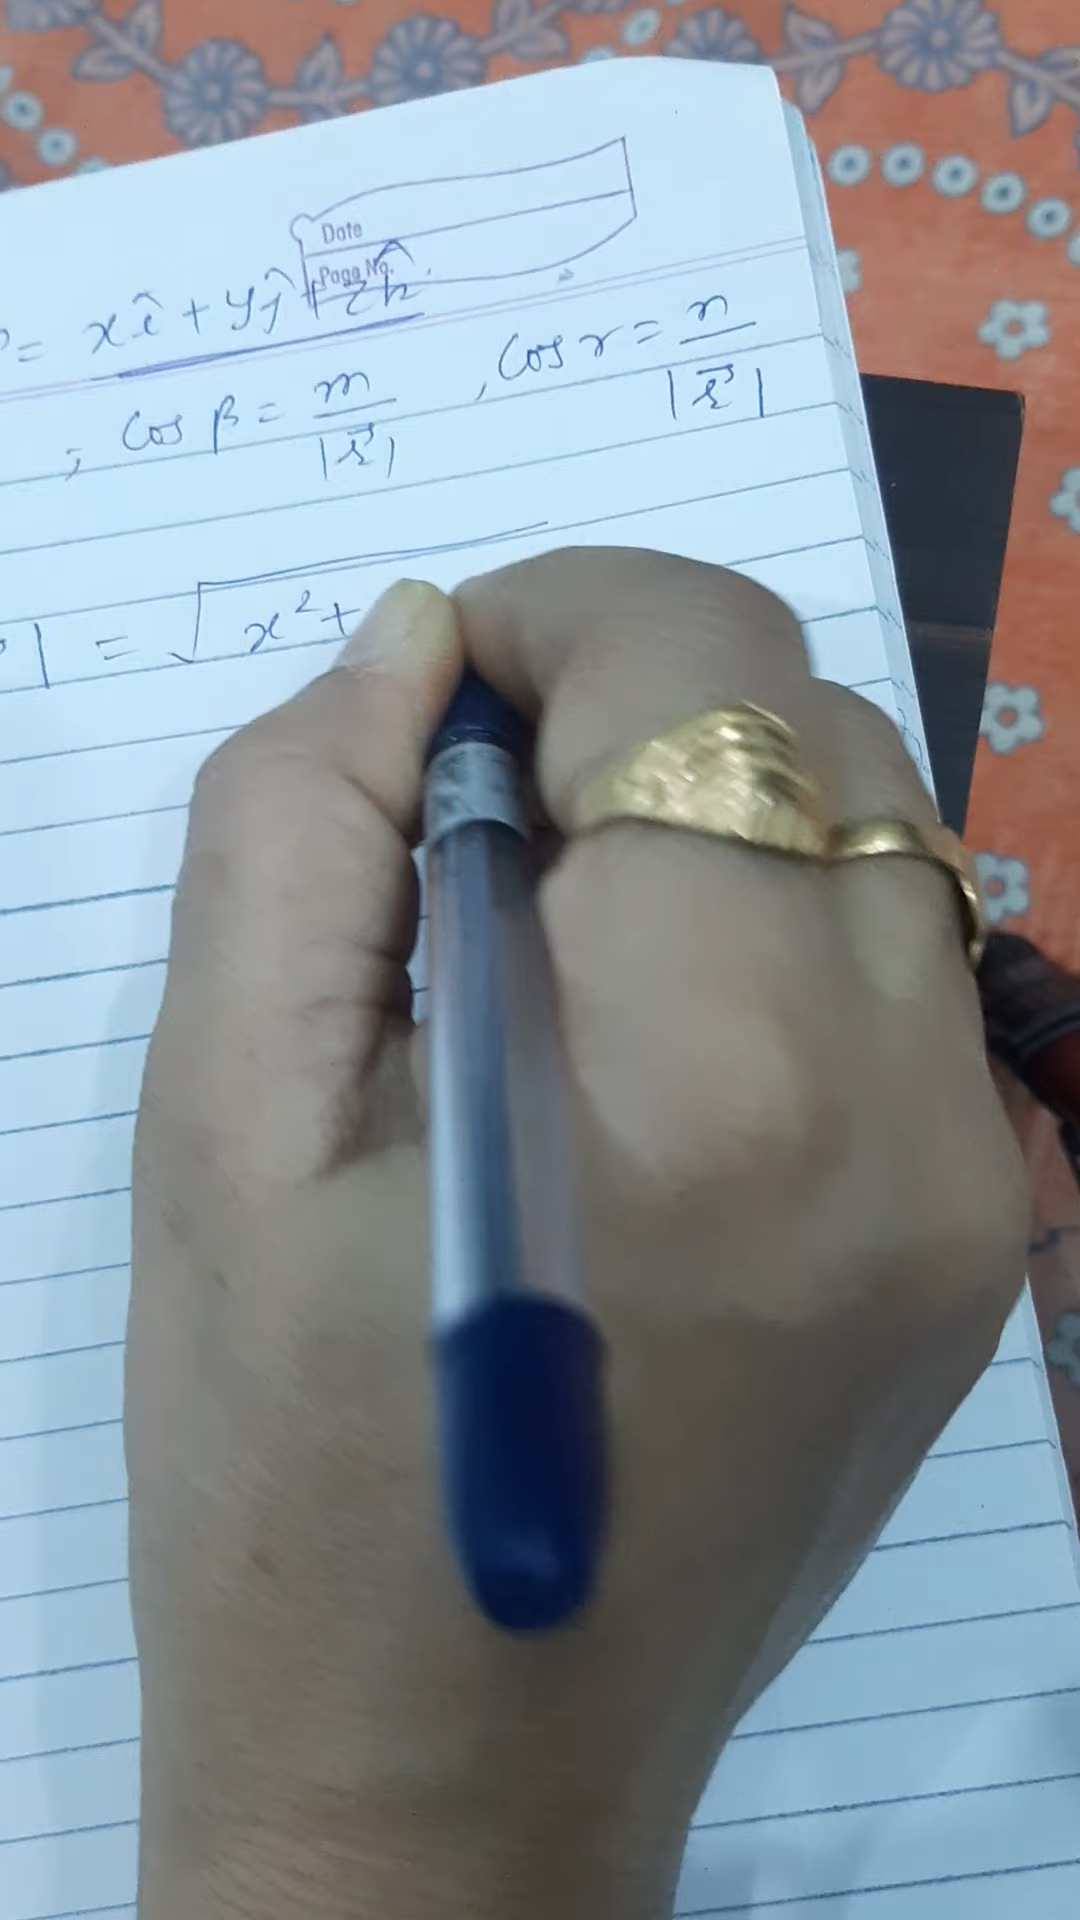 Date
Page No.
= xî + yĵ + zk̂
, cos β = m/|r⃗| , cos γ = n/|r⃗|
| = √x² +